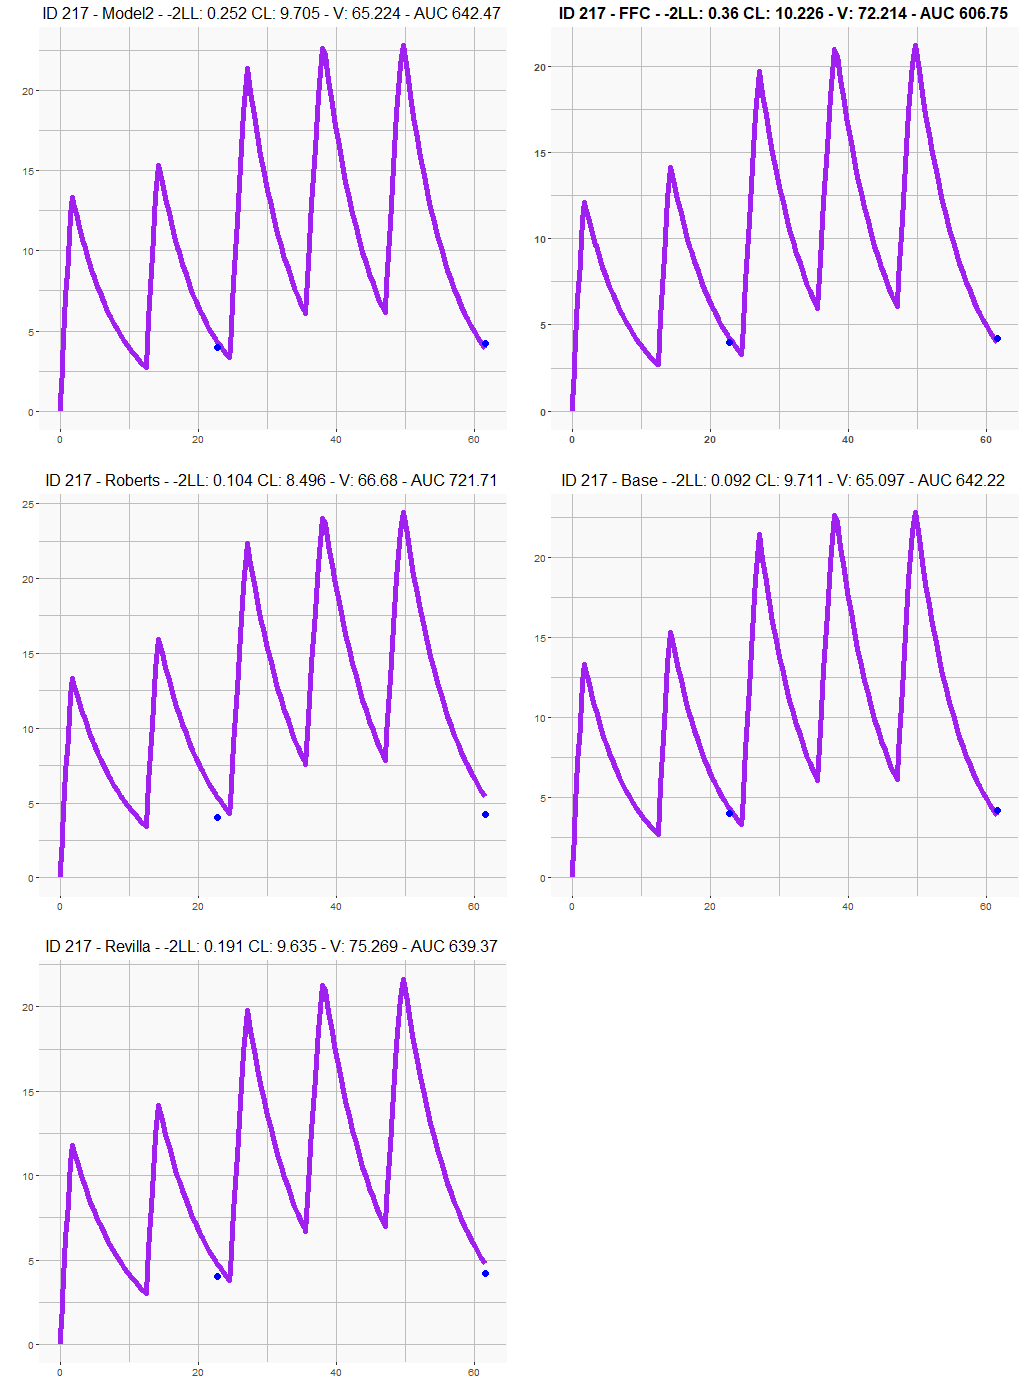 ID 217 - Model2 - -2LL: 0.252 CL: 9.705 - V: 65.224 - AUC 642.47
20
15
10
5
0
0 20 40 60
ID 217 - FFC - -2LL: 0.36 CL: 10.226 - V: 72.214 - AUC 606.75
20
15
10
5
0
0 20 40 60
ID 217 - Roberts - -2LL: 0.104 CL: 8.496 - V: 66.68 - AUC 721.71
25
20
15
10
5
0
0 20 40 60
ID 217 - Base - -2LL: 0.092 CL: 9.711 - V: 65.097 - AUC 642.22
20
15
10
5
0
0 20 40 60
ID 217 - Revilla - -2LL: 0.191 CL: 9.635 - V: 75.269 - AUC 639.37
20
15
10
5
0
0 20 40 60